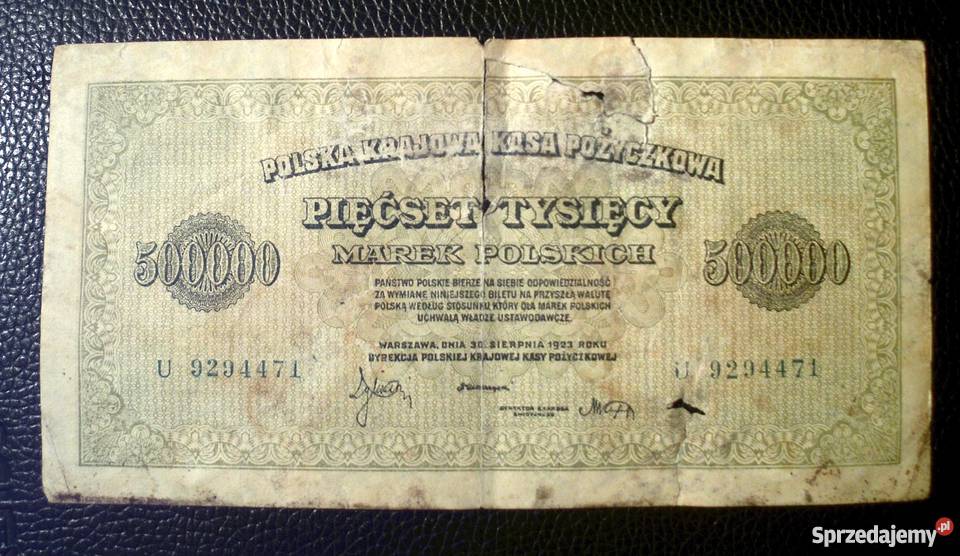 POLSKA KRAJOWA KASA POŻYCZKOWA
PIĘĆSET TYSIĘCY
MAREK POLSKICH
500000
500000
PAŃSTWO POLSKIE BIERZE NA SIEBIE ODPOWIEDZIALNOŚĆ
ZA WYMIANĘ NINIEJSZEGO BILETU NA PRZYSZŁĄ WALUTĘ
POLSKĄ WEDŁUG STOSUNKU, KTÓRY DLA MAREK POLSKICH
UCHWALĄ WŁADZE USTAWODAWCZE.
WARSZAWA, DNIA 30. SIERPNIA 1923 ROKU
DYREKCJA POLSKIEJ KRAJOWEJ KASY POŻYCZKOWEJ
U 9294471
U 9294471
Sprzedajemy.pl